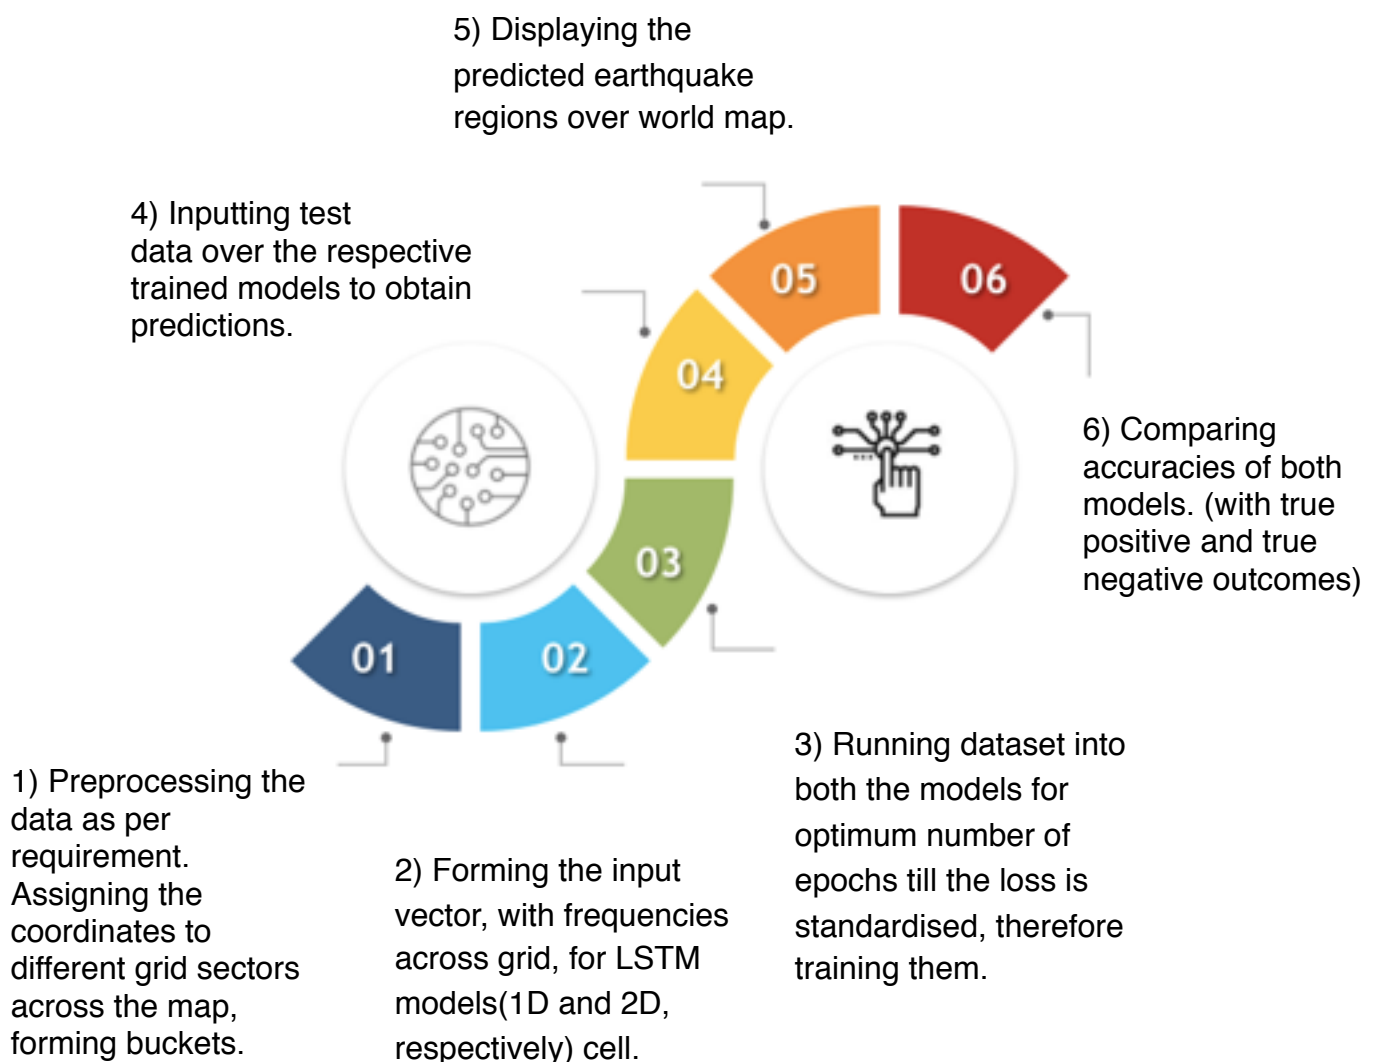 5) Displaying the
predicted earthquake
regions over world map.
4) Inputting test
data over the respective
trained models to obtain
predictions.
05
06
04
03
01
02
6) Comparing
accuracies of both
models. (with true
positive and true
negative outcomes)
1) Preprocessing the
data as per
requirement.
Assigning the
coordinates to
different grid sectors
across the map,
forming buckets.
2) Forming the input
vector, with frequencies
across grid, for LSTM
models(1D and 2D,
respectively) cell.
3) Running dataset into
both the models for
optimum number of
epochs till the loss is
standardised, therefore
training them.